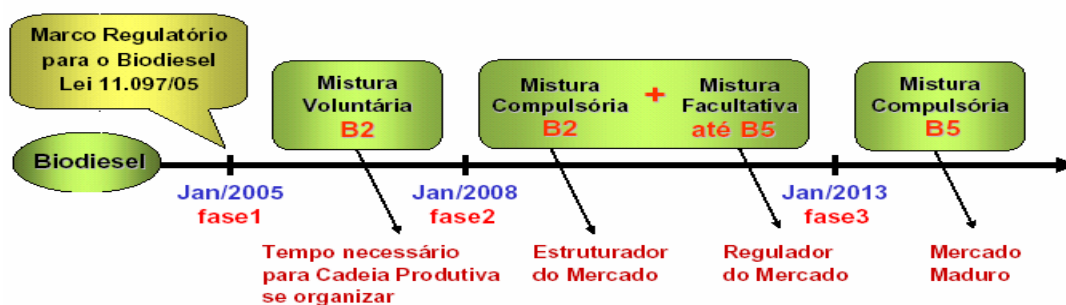 Marco Regulatório
para o Biodiesel
Lei 11.097/05
Mistura
Voluntária
B2
Mistura
Compulsória
B2
+
Mistura
Facultativa
até B5
Mistura
Compulsória
B5
Biodiesel
Jan/2005
fase1
Jan/2008
fase2
Jan/2013
fase3
Tempo necessário
para Cadeia Produtiva
se organizar
Estruturador
do Mercado
Regulador
do Mercado
Mercado
Maduro